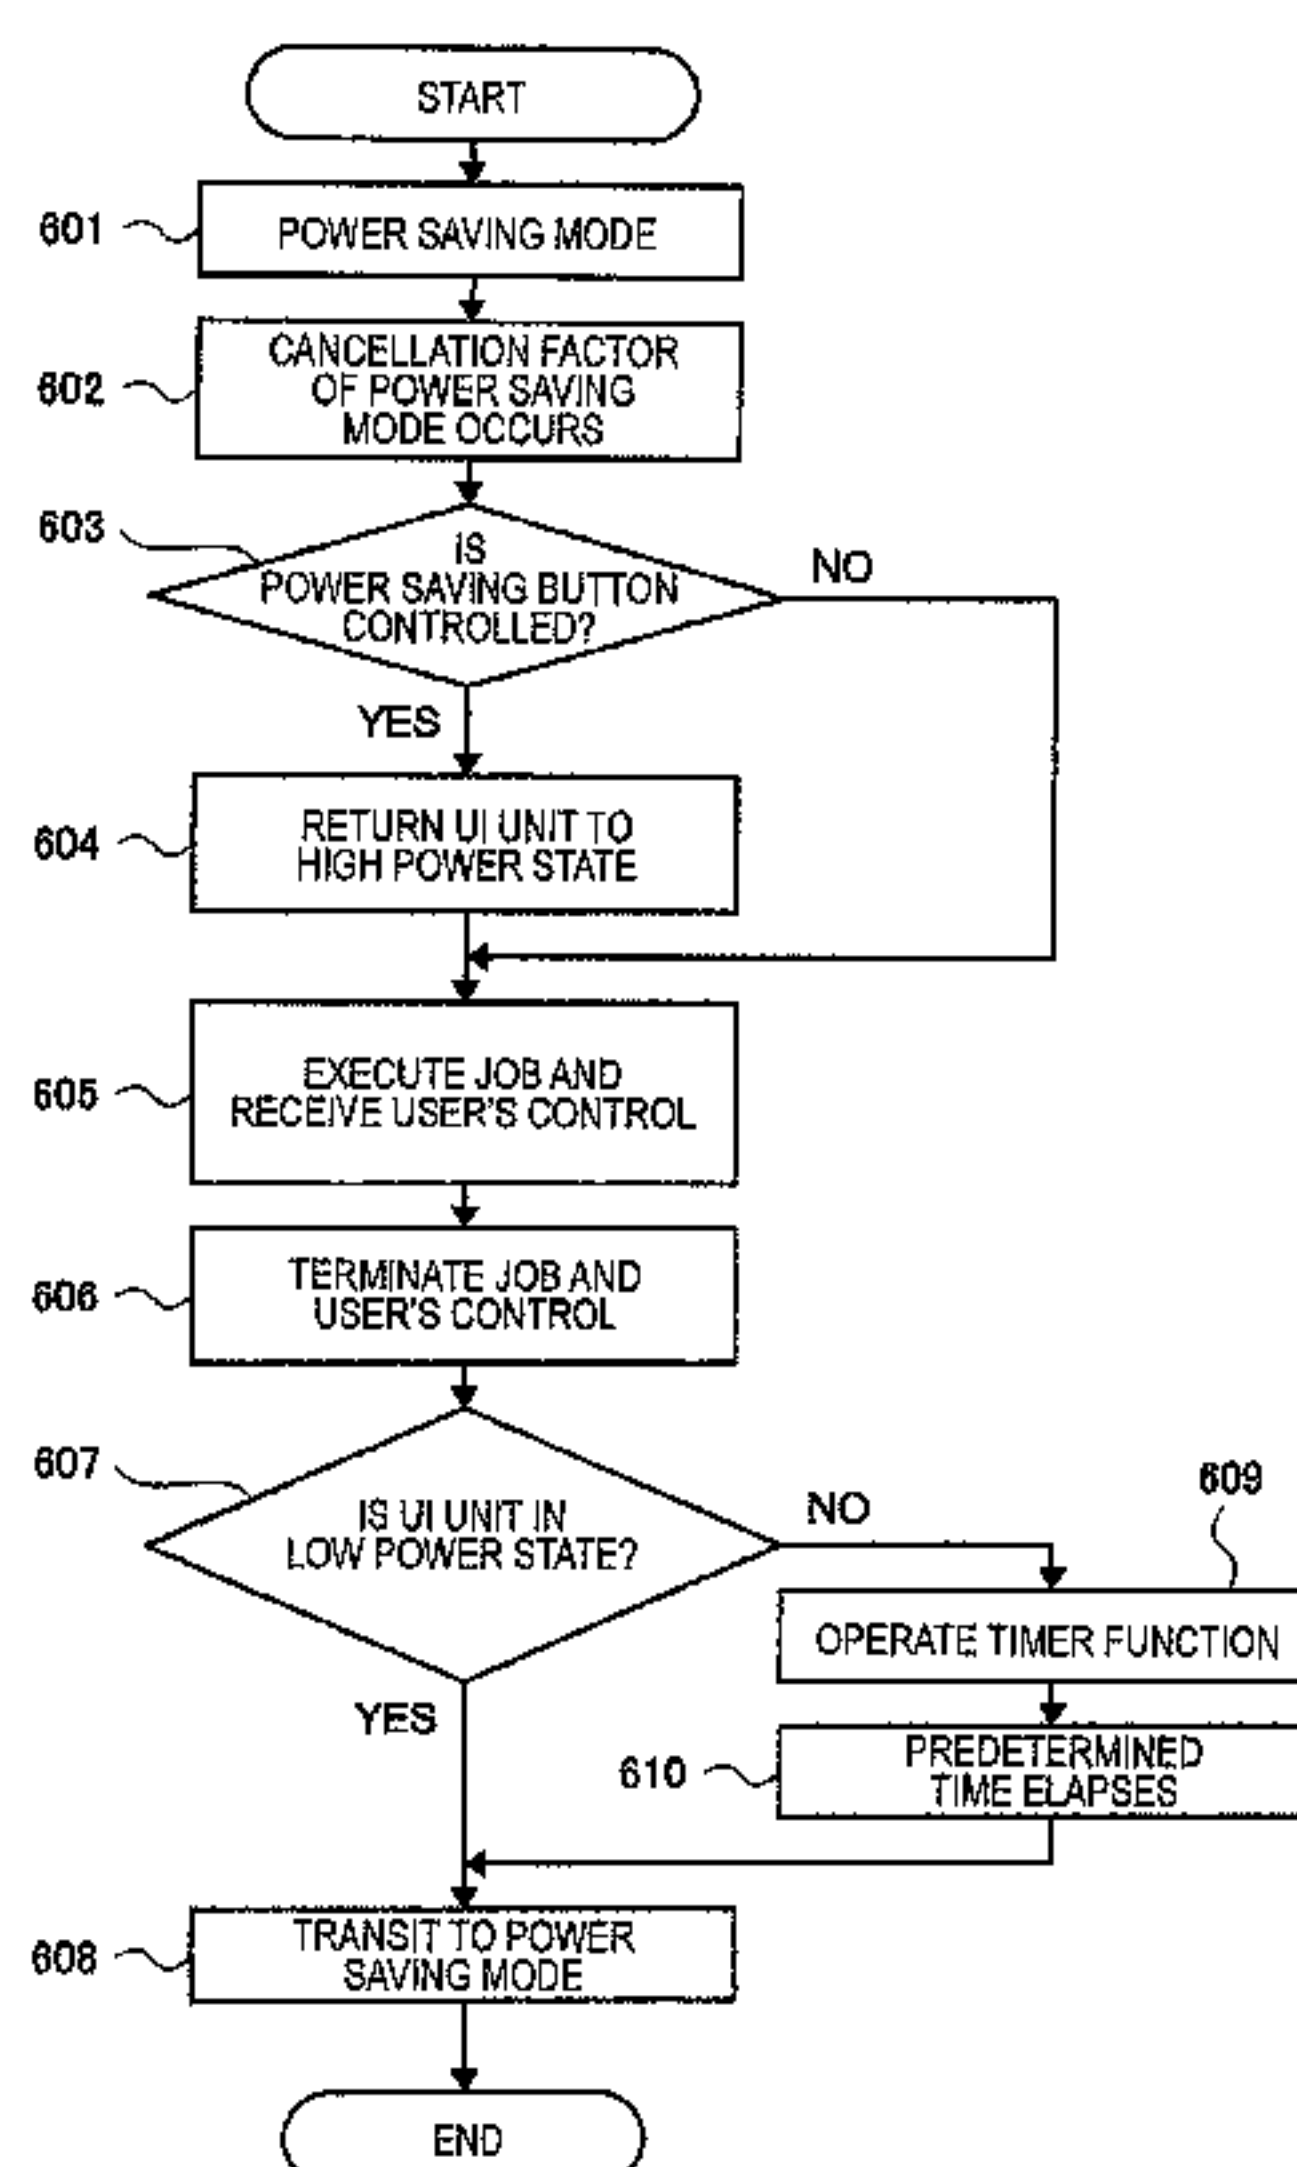 START
601
POWER SAVING MODE
602
CANCELLATION FACTOR
OF POWER SAVING
MODE OCCURS
603
IS
POWER SAVING BUTTON
CONTROLLED?
NO
YES
604
RETURN UI UNIT TO
HIGH POWER STATE
605
EXECUTE JOB AND
RECEIVE USER'S CONTROL
606
TERMINATE JOB AND
USER'S CONTROL
607
IS UI UNIT IN
LOW POWER STATE?
NO
609
OPERATE TIMER FUNCTION
YES
610
PREDETERMINED
TIME ELAPSES
608
TRANSIT TO POWER
SAVING MODE
END